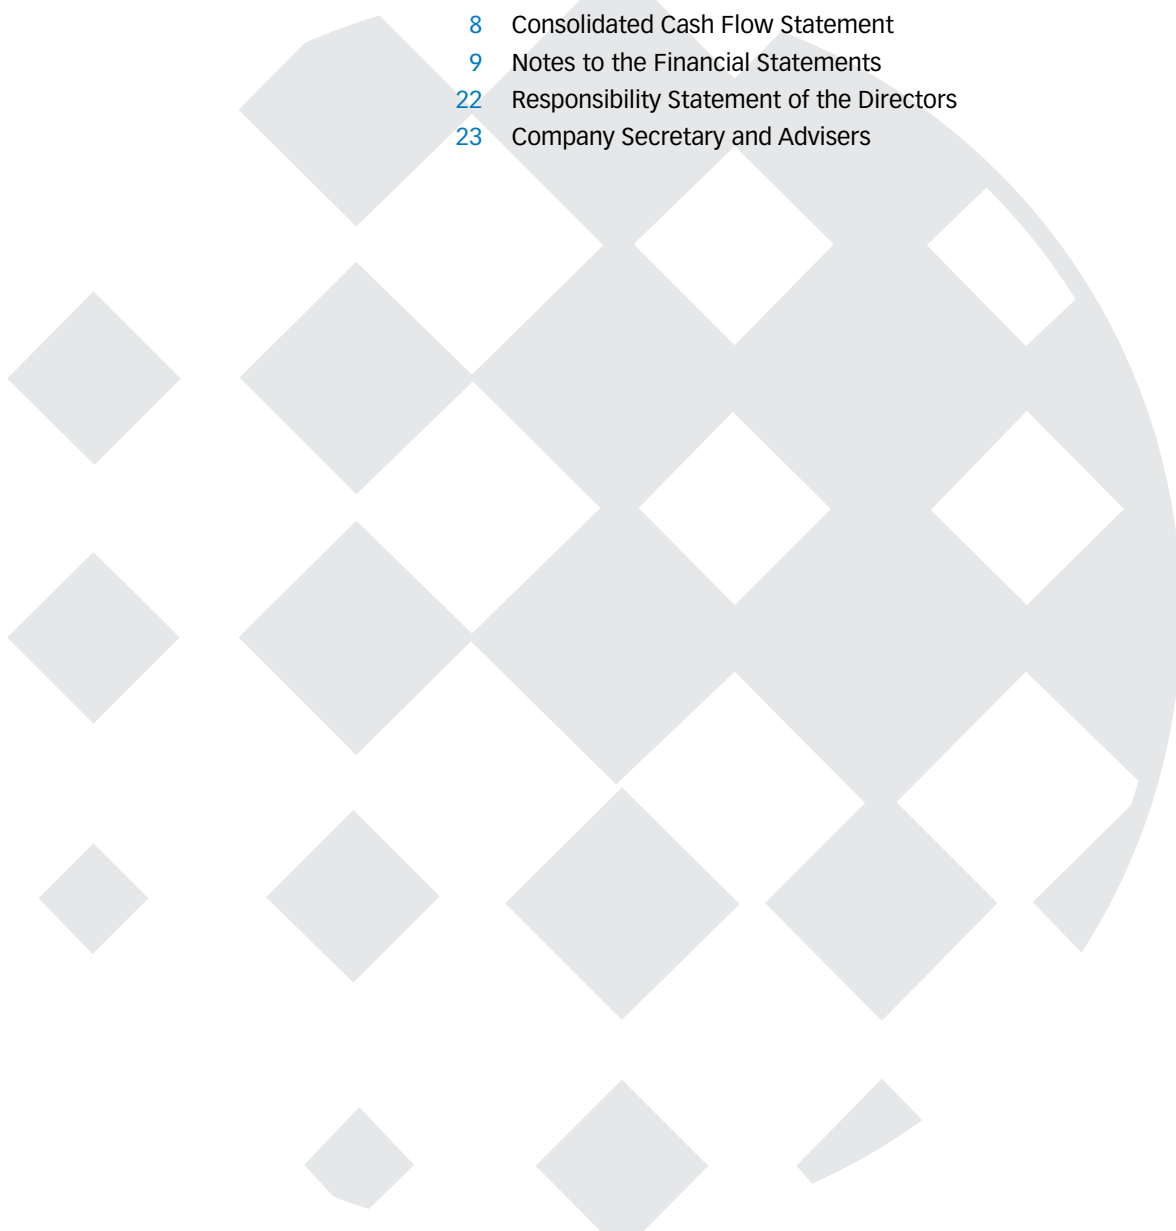 8 Consolidated Cash Flow Statement
9 Notes to the Financial Statements
22 Responsibility Statement of the Directors
23 Company Secretary and Advisers